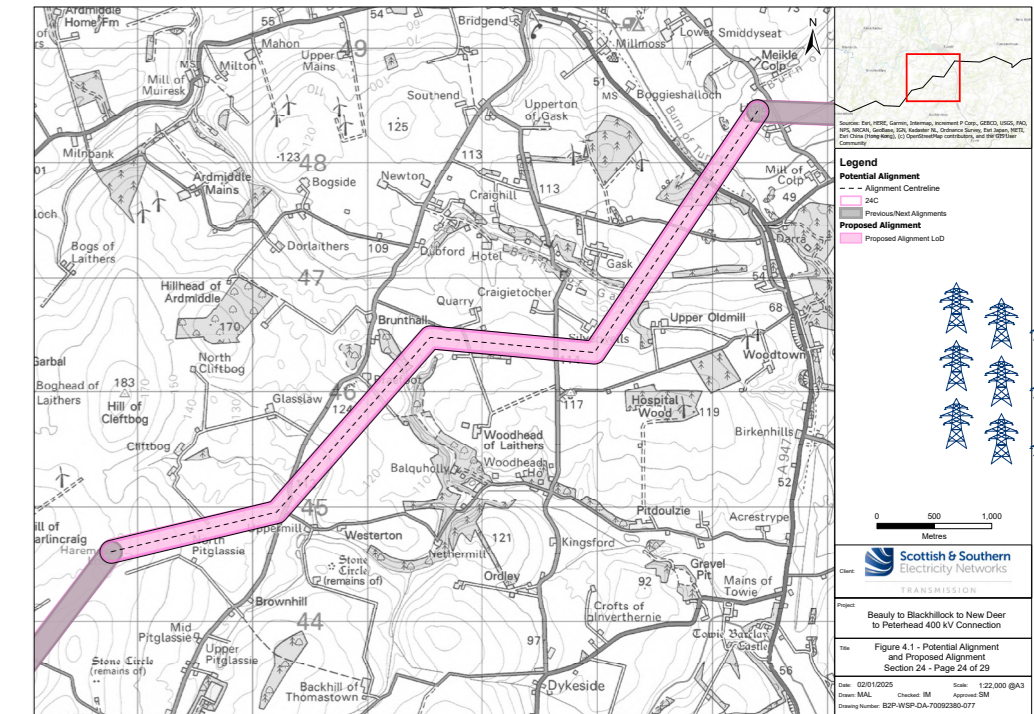 Ardmiddle
Home Fm
55
54
Bridgend
Lower Smiddyseat
N
Mahon
Upper
Mains
49
Millmoss
Meikle
Colp
MS
Milton
Mill of
Muiresk
Southend
51
MS
Boggieshalloch
Upperton
of Gask
125
Milnbank
113
Ardmiddle
Mains
123
48
Bogside
Newton
Craighill
113
Mill of
Colp
49
Dorlaithers
109
Dubford
Hotel
Darra
Bogs of
Laithers
47
Gask
54
Hillhead of
Ardmiddle
170
Quarry
Craigietocher
68
Brunthall
Upper Oldmill
North
Cliftbog
Woodtown
Boghead of
Laithers
183
Hill of
Cleftbog
46
Glasslaw
117
Hospital
Wood
119
Woodhead
of Laithers
Birkenhills
Cliftbog
Balquholly
Woodhead
Ho
A 947
52
45
Pitdoulzie
Acrestrype
Westerton
121
Kingsford
Pitglassie
Stone
Circle
(remains of)
Nethermill
Ordley
92
Gravel
Pit
Mains of
Towie
Brownhill
44
Crofts of
Inverthernie
Mid
Pitglassie
97
Towie Barclay
Castle
Stone Circle
(remains of)
Upper
Pitglassie
Backhill of
Thomastown
Dykeside
56
Sources: Esri, HERE, Garmin, Intermap, increment P Corp., GEBCO, USGS, FAO,
NPS, NRCAN, GeoBase, IGN, Kadaster NL, Ordnance Survey, Esri Japan, METI,
Esri China (Hong Kong), (c) OpenStreetMap contributors, and the GIS User
Community
Legend
Potential Alignment
Alignment Centreline
24C
Previous/Next Alignments
Proposed Alignment
Proposed Alignment LoD
0 500 1,000
Metres
Client:
Scottish & Southern
Electricity Networks
TRANSMISSION
Project:
Beauly to Blackhillock to New Deer
to Peterhead 400 kV Connection
Title:
Figure 4.1 - Potential Alignment
and Proposed Alignment
Section 24 - Page 24 of 29
Date: 02/01/2025 Scale: 1:22,000 @A3
Drawn: MAL Checked: IM Approved: SM
Drawing Number: B2P-WSP-DA-70092380-077